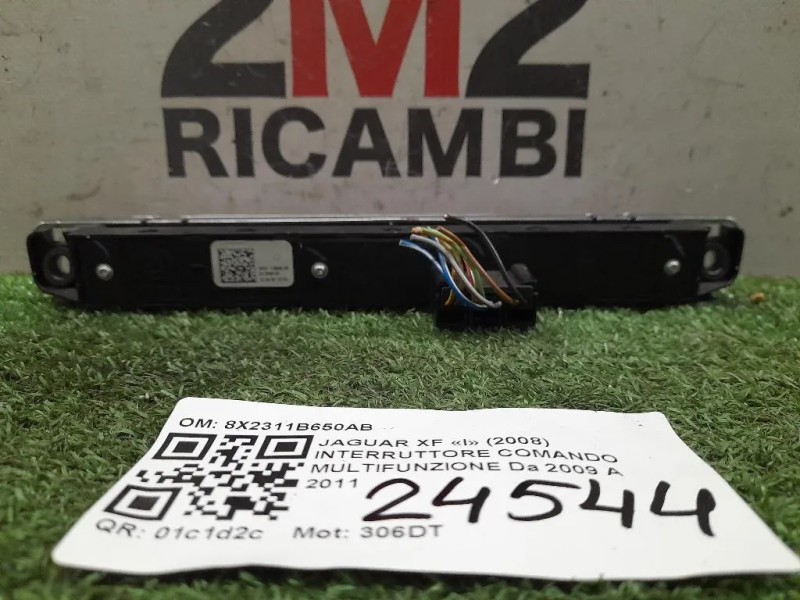 2M2
RICAMBI
OM: 8X2311B650AB
JAGUAR XF «I» (2008)
INTERRUTTORE COMANDO
MULTIFUNZIONE Da 2009 A
2011
24544
QR: 01c1d2c Mot: 306DT